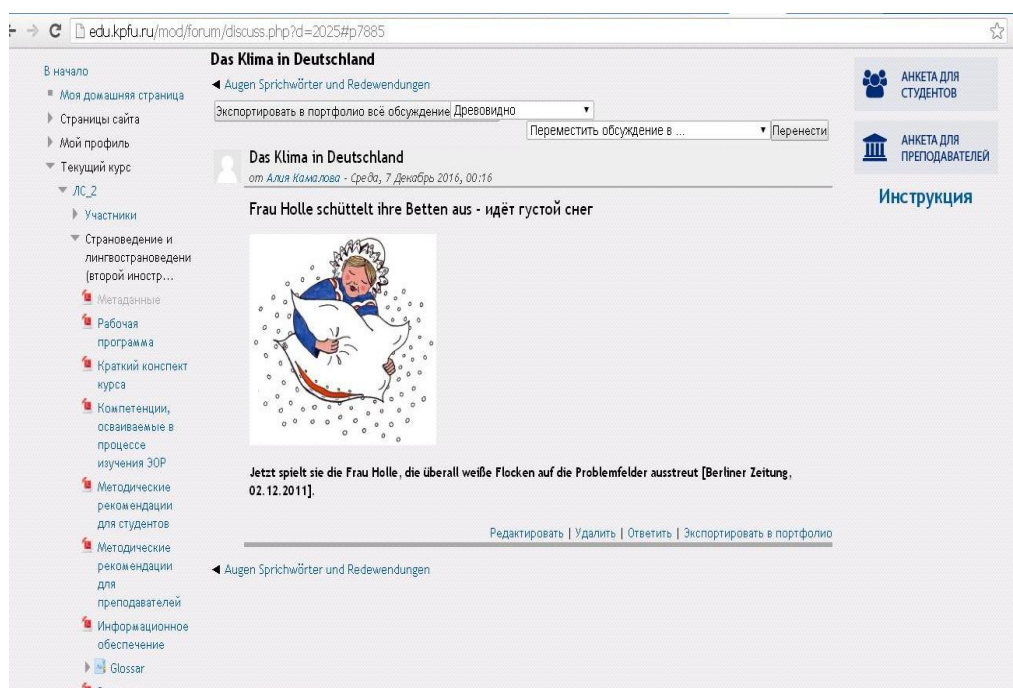 edu.kpfu.ru/mod/forum/discuss.php?d=2025#p7885
В начало
Моя домашняя страница
Страницы сайта
Мой профиль
Текущий курс
ЛС_2
Участники
Страноведение и
лингвострановедени
(второй иностр...
Метаданные
Рабочая
программа
Краткий конспект
курса
Компетенции,
осваиваемые в
процессе
изучения ЭОР
Методические
рекомендации
для студентов
Методические
рекомендации
для
преподавателей
Информационное
обеспечение
Glossar
Das Klima in Deutschland
◄ Augen Sprichwörter und Redewendungen
Экспортировать в портфолио всё обсуждение Древовидно
Переместить обсуждение в ... Перенести
Das Klima in Deutschland
от Алия Камалова - Среда, 7 Декабрь 2016, 00:16
Frau Holle schüttelt ihre Betten aus - идёт густой снег
Jetzt spielt sie die Frau Holle, die überall weiße Flocken auf die Problemfelder ausstreut [Berliner Zeitung,
02.12.2011].
Редактировать | Удалить | Ответить | Экспортировать в портфолио
◄ Augen Sprichwörter und Redewendungen
АНКЕТА ДЛЯ
СТУДЕНТОВ
АНКЕТА ДЛЯ
ПРЕПОДАВАТЕЛЕЙ
Инструкция